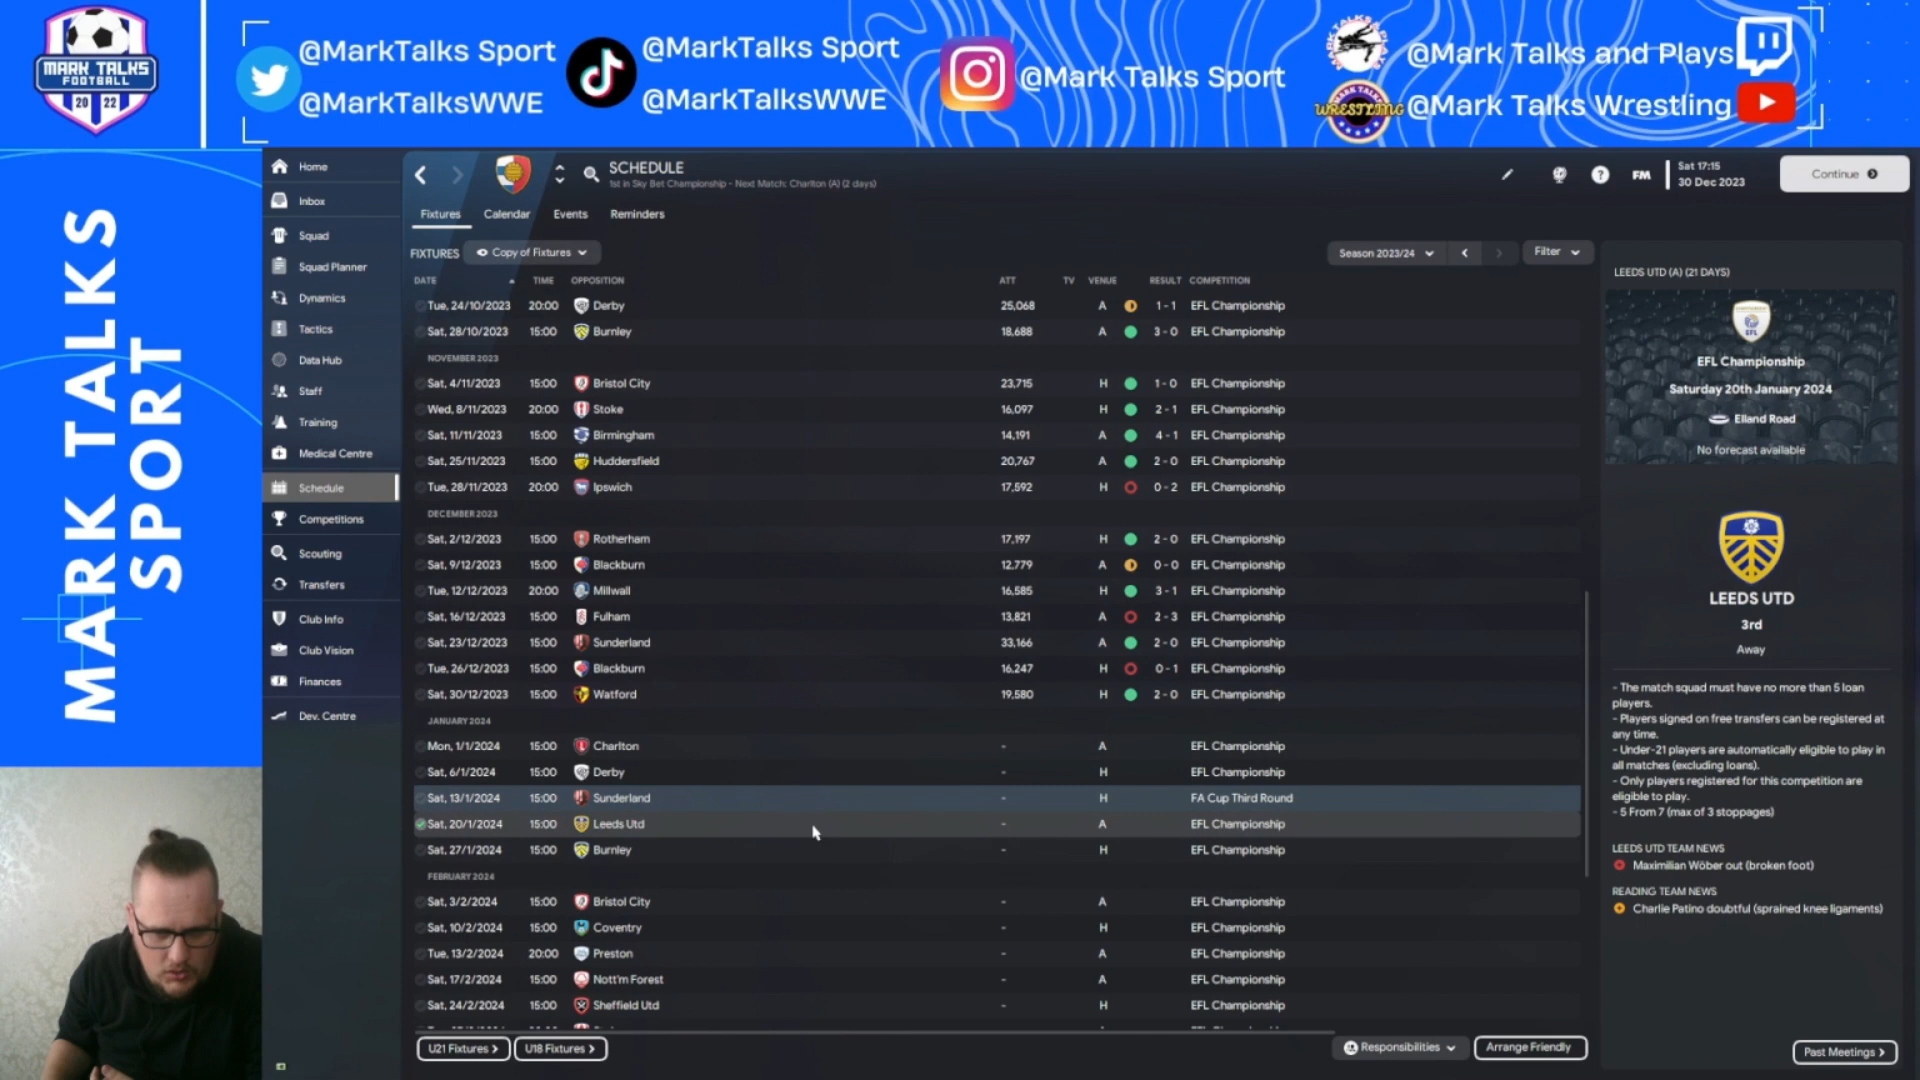 MARK TALKS
FOOTBALL
20 22
@MarkTalks Sport
@MarkTalksWWE
@MarkTalks Sport
@MarkTalksWWE
@Mark Talks Sport
@Mark Talks and Plays
WRESTLING
@Mark Talks Wrestling
MARK TALKS
SPORT
Home
Inbox
Squad
Squad Planner
Dynamics
Tactics
Data Hub
Staff
Training
Medical Centre
Schedule
Competitions
Scouting
Transfers
Club Info
Club Vision
Finances
Dev. Centre
SCHEDULE
1st in Sky Bet Championship - Next Match: Charlton (A) (2 days)
FM
Sat 17:15
30 Dec 2023
Continue
Fixtures Calendar Events Reminders
FIXTURES Copy of Fixtures Season 2023/24 Filter
DATE TIME OPPOSITION ATT TV VENUE RESULT COMPETITION
Tue, 24/10/2023 20:00 Derby 25,068 A 1 - 1 EFL Championship
Sat, 28/10/2023 15:00 Burnley 18,688 A 3 - 0 EFL Championship
NOVEMBER 2023
Sat, 4/11/2023 15:00 Bristol City 23,715 H 1 - 0 EFL Championship
Wed, 8/11/2023 20:00 Stoke 16,097 H 2 - 1 EFL Championship
Sat, 11/11/2023 15:00 Birmingham 14,191 A 4 - 1 EFL Championship
Sat, 25/11/2023 15:00 Huddersfield 20,767 A 2 - 0 EFL Championship
Tue, 28/11/2023 20:00 Ipswich 17,592 H 0 - 2 EFL Championship
DECEMBER 2023
Sat, 2/12/2023 15:00 Rotherham 17,197 H 2 - 0 EFL Championship
Sat, 9/12/2023 15:00 Blackburn 12,779 A 0 - 0 EFL Championship
Tue, 12/12/2023 20:00 Millwall 16,585 H 3 - 1 EFL Championship
Sat, 16/12/2023 15:00 Fulham 13,821 A 2 - 3 EFL Championship
Sat, 23/12/2023 15:00 Sunderland 33,166 A 2 - 0 EFL Championship
Tue, 26/12/2023 15:00 Blackburn 16,247 H 0 - 1 EFL Championship
Sat, 30/12/2023 15:00 Watford 19,580 H 2 - 0 EFL Championship
JANUARY 2024
Mon, 1/1/2024 15:00 Charlton - A EFL Championship
Sat, 6/1/2024 15:00 Derby - H EFL Championship
Sat, 13/1/2024 15:00 Sunderland - H FA Cup Third Round
Sat, 20/1/2024 15:00 Leeds Utd - A EFL Championship
Sat, 27/1/2024 15:00 Burnley - H EFL Championship
FEBRUARY 2024
Sat, 3/2/2024 15:00 Bristol City - A EFL Championship
Sat, 10/2/2024 15:00 Coventry - H EFL Championship
Tue, 13/2/2024 20:00 Preston - A EFL Championship
Sat, 17/2/2024 15:00 Nott'm Forest - A EFL Championship
Sat, 24/2/2024 15:00 Sheffield Utd - H EFL Championship
U21 Fixtures > U18 Fixtures > Responsibilities Arrange Friendly
LEEDS UTD (A) (21 DAYS)
EFL
EFL Championship
Saturday 20th January 2024
Elland Road
No forecast available
LEEDS UTD
3rd
Away
- The match squad must have no more than 5 loan
players.
- Players signed on free transfers can be registered at
any time.
- Under-21 players are automatically eligible to play in
all matches (excluding loans).
- Only players registered for this competition are
eligible to play.
- 5 From 7 (max of 3 stoppages)
LEEDS UTD TEAM NEWS
Maximilian Wöber out (broken foot)
READING TEAM NEWS
Charlie Patino doubtful (sprained knee ligaments)
Past Meetings >